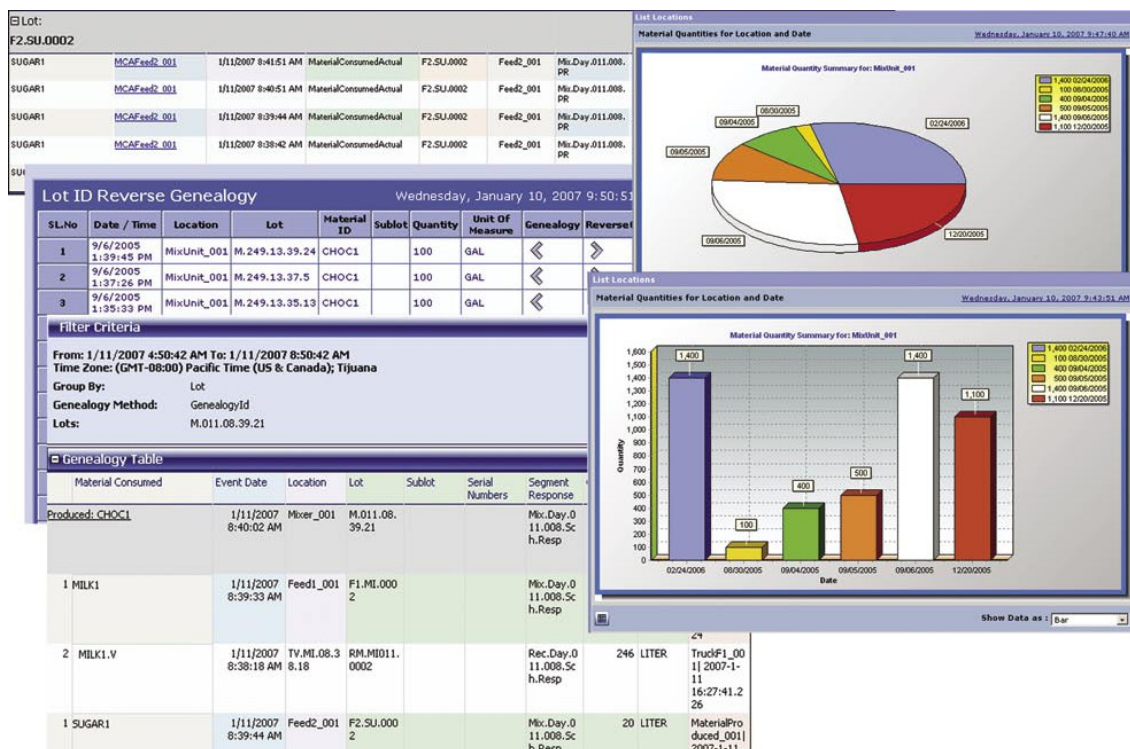 Lot:
F2.SU.0002
SUGAR1 MCAFeed2_001 1/11/2007 8:41:51 AM MaterialConsumedActual F2.SU.0002 Feed2_001 Mix.Day.011.008.
PR
SUGAR1 MCAFeed2_001 1/11/2007 8:40:51 AM MaterialConsumedActual F2.SU.0002 Feed2_001 Mix.Day.011.008.
PR
SUGAR1 MCAFeed2_001 1/11/2007 8:39:44 AM MaterialConsumedActual F2.SU.0002 Feed2_001 Mix.Day.011.008.
PR
SUGAR1 MCAFeed2_001 1/11/2007 8:38:42 AM MaterialConsumedActual F2.SU.0002 Feed2_001 Mix.Day.011.008.
PR
Lot ID Reverse Genealogy Wednesday, January 10, 2007 9:50:51
SL.No Date / Time Location Lot Material ID Sublot Quantity Unit Of Measure Genealogy Reverse
1 9/6/2005 1:39:45 PM MixUnit_001 M.249.13.39.24 CHOC1 100 GAL
2 9/6/2005 1:37:26 PM MixUnit_001 M.249.13.37.5 CHOC1 100 GAL
3 9/6/2005 1:35:33 PM MixUnit_001 M.249.13.35.13 CHOC1 100 GAL
Filter Criteria
From: 1/11/2007 4:50:42 AM To: 1/11/2007 8:50:42 AM
Time Zone: (GMT-08:00) Pacific Time (US & Canada); Tijuana
Group By: Lot
Genealogy Method: GenealogyId
Lots: M.011.08.39.21
Genealogy Table
Material Consumed Event Date Location Lot Sublot Serial Numbers Segment Response
Produced: CHOC1 1/11/2007 Mixer_001 M.011.08. Mix.Day.0
8:40:02 AM 39.21 11.008.Sc
h.Resp
1 MILK1 1/11/2007 Feed1_001 F1.MI.000 Mix.Day.0
8:39:33 AM 2 11.008.Sc
h.Resp
24
2 MILK1.V 1/11/2007 TV.MI.08.3 RM.MI011. Rec.Day.0 246 LITER TruckF1_00
8:38:18 AM 8.18 0002 11.008.Sc 1| 2007-1-
h.Resp 11
16:27:41.2
26
1 SUGAR1 1/11/2007 Feed2_001 F2.SU.000 Mix.Day.0 20 LITER MaterialPro
8:39:44 AM 2 11.008.Sc duced_001|
h.Resp 2007-1-11
List Locations
Material Quantities for Location and Date Wednesday, January 10, 2007 9:47:40 AM
Material Quantity Summary for: MixUnit_001
1,400 02/24/2006
100 08/30/2005
400 09/04/2005
500 09/05/2005
1,400 09/06/2005
1,100 12/20/2005
08/30/2005
09/04/2005
02/24/2006
09/05/2005
09/06/2005
12/20/2005
List Locations
Material Quantities for Location and Date Wednesday, January 10, 2007 9:43:51 AM
Material Quantity Summary for: MixUnit_001
1,400 02/24/2006
100 08/30/2005
400 09/04/2005
500 09/05/2005
1,400 09/06/2005
1,100 12/20/2005
Quantity
1,600
1,500
1,400
1,300
1,200
1,100
1,000
900
800
700
600
500
400
300
200
100
0
1,400 100 400 500 1,400 1,100
02/24/2006 08/30/2005 09/04/2005 09/05/2005 09/06/2005 12/20/2005
Date
Show Data as : Bar